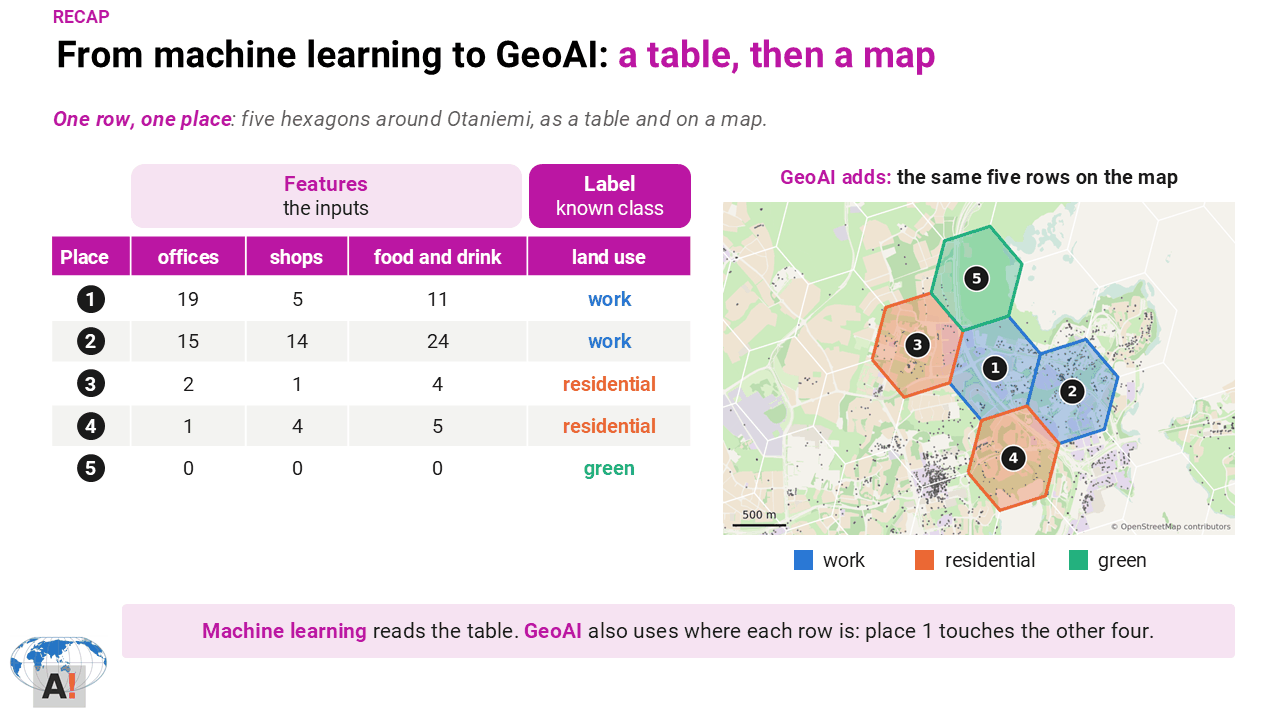 RECAP
From machine learning to GeoAI: a table, then a map
One row, one place: five hexagons around Otaniemi, as a table and on a map.
Features
the inputs
Label
known class
Place offices shops food and drink land use
1 19 5 11 work
2 15 14 24 work
3 2 1 4 residential
4 1 4 5 residential
5 0 0 0 green
GeoAI adds: the same five rows on the map
5
3
1
2
4
500 m
© OpenStreetMap contributors
work residential green
Machine learning reads the table. GeoAI also uses where each row is: place 1 touches the other four.
A!